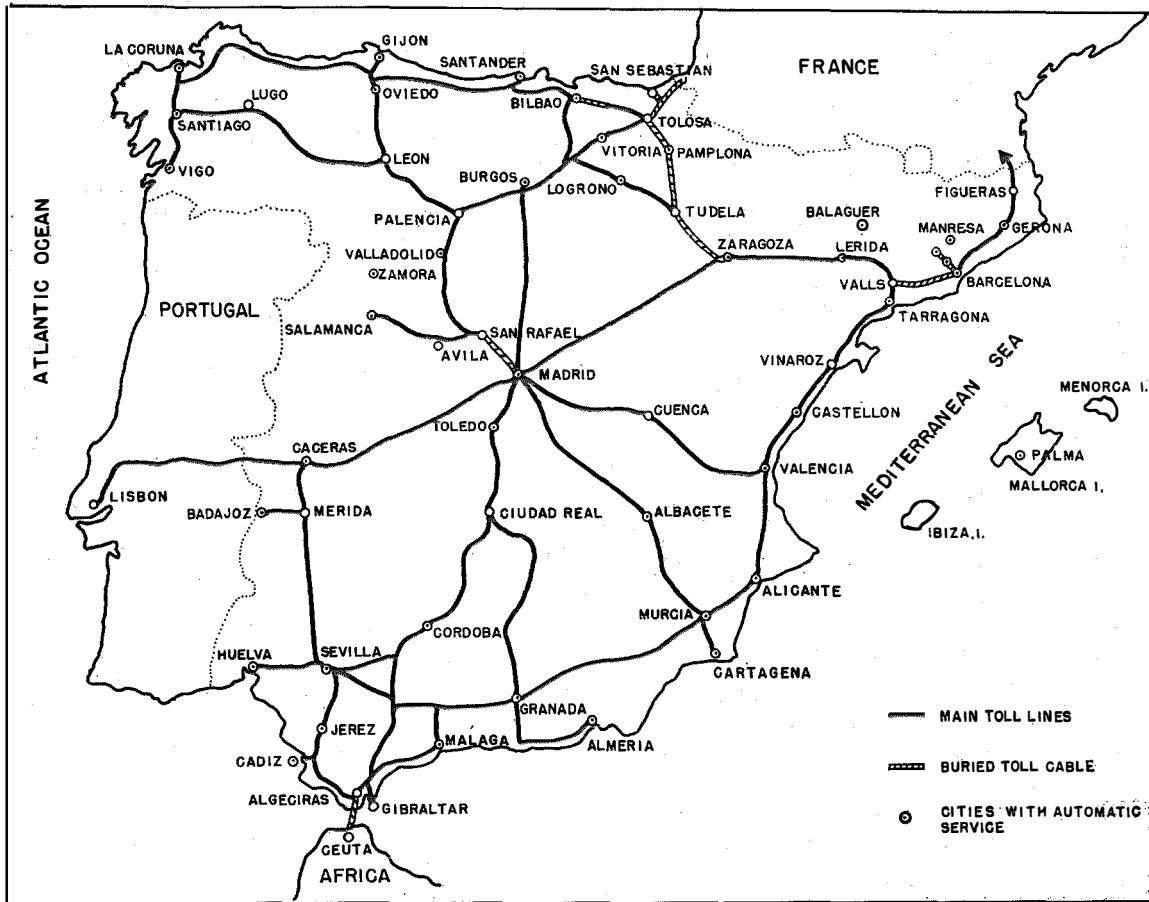 GIJON
LA CORUNA
SANTANDER
SAN SEBASTIAN
FRANCE
LUGO
OVIEDO
BILBAO
SANTIAGO
TOLOSA
VITORIA
PAMPLONA
VIGO
LEON
BURGOS
LOGRONO
FIGUERAS
PALENCIA
TUDELA
BALAGUER
MANRESA
GERONA
VALLADOLID
ZARAGOZA
LERIDA
ZAMORA
VALLS
BARCELONA
ATLANTIC OCEAN
PORTUGAL
TARRAGONA
SALAMANCA
SAN RAFAEL
AVILA
VINAROZ
MADRID
MEDITERRANEAN SEA
MENORCA I.
CUENCA
CASTELLON
TOLEDO
PALMA
CACERAS
VALENCIA
MALLORCA I,
LISBON
BADAJOZ
MERIDA
CIUDAD REAL
ALBACETE
IBIZA, I.
ALICANTE
MURCIA
CORDOBA
HUELVA
SEVILLA
CARTAGENA
GRANADA
MAIN TOLL LINES
JEREZ
MALAGA
ALMERIA
CADIZ
BURIED TOLL CABLE
ALGECIRAS
GIBRALTAR
CITIES WITH AUTOMATIC
SERVICE
CEUTA
AFRICA